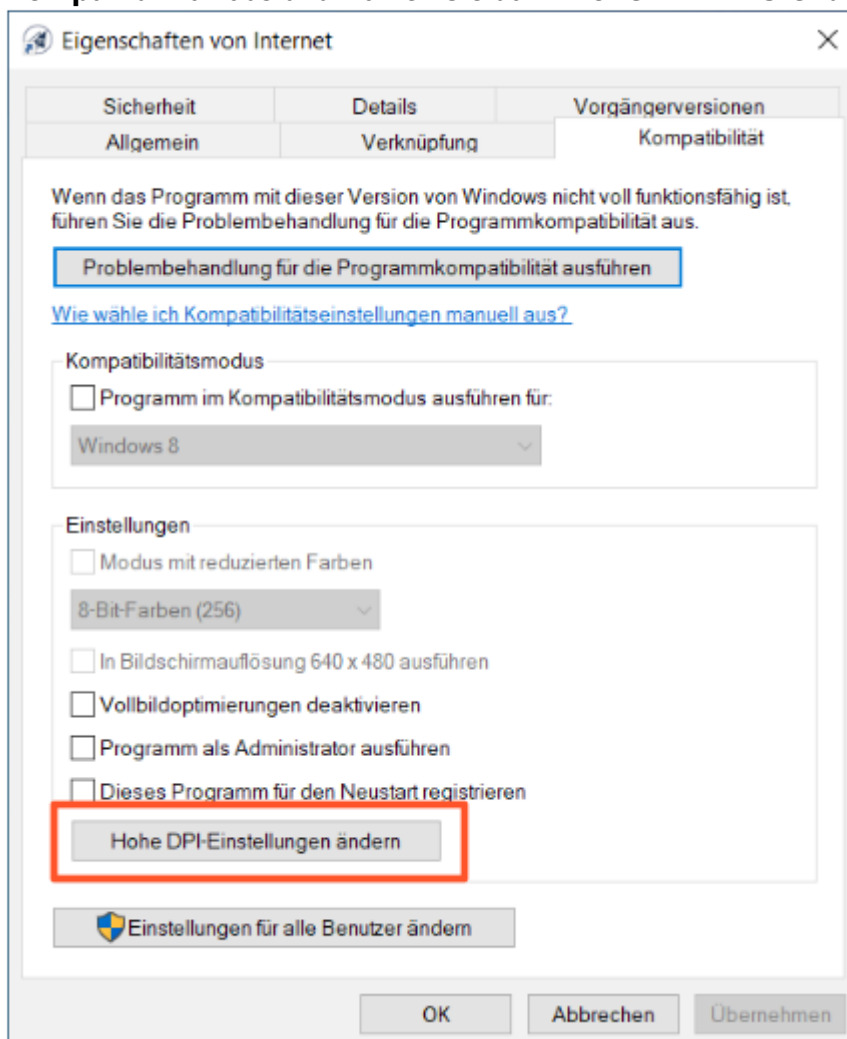 Eigenschaften von Internet
Sicherheit Details Vorgängerversionen
Allgemein Verknüpfung Kompatibilität
Wenn das Programm mit dieser Version von Windows nicht voll funktionsfähig ist,
führen Sie die Problembehandlung für die Programmkompatibilität aus.
Problembehandlung für die Programmkompatibilität ausführen
Wie wähle ich Kompatibilitätseinstellungen manuell aus?
Kompatibilitätsmodus
Programm im Kompatibilitätsmodus ausführen für:
Windows 8
Einstellungen
Modus mit reduzierten Farben
8-Bit-Farben (256)
In Bildschirmauflösung 640 x 480 ausführen
Vollbildoptimierungen deaktivieren
Programm als Administrator ausführen
Dieses Programm für den Neustart registrieren
Hohe DPI-Einstellungen ändern
Einstellungen für alle Benutzer ändern
OK Abbrechen Übernehmen